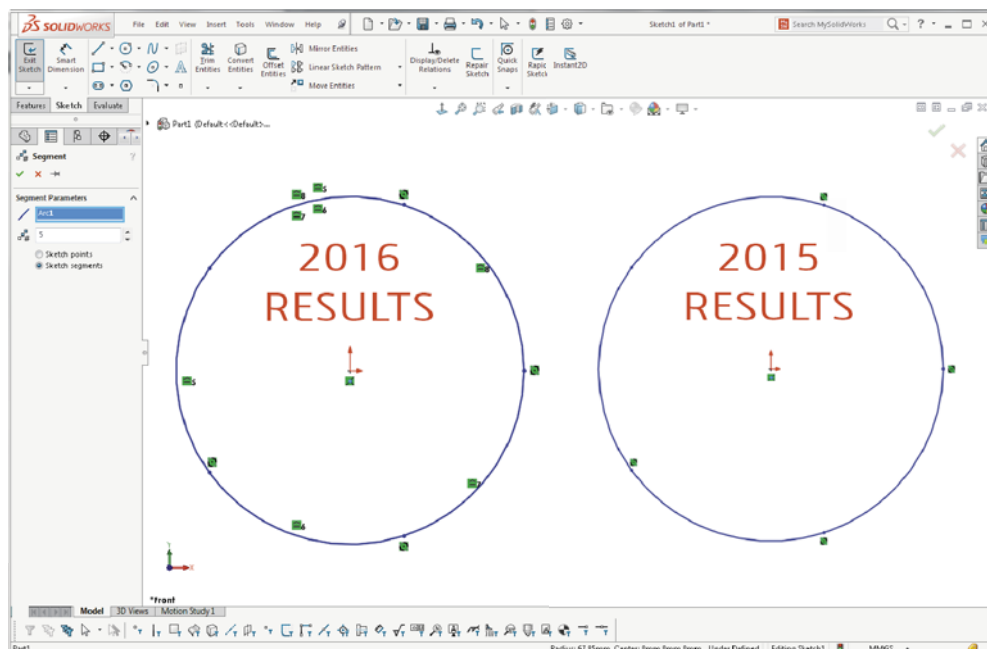 SOLIDWORKS
File Edit View Insert Tools Window Help
Sketch1 of Part1 *
Search MySolidWorks
Exit Sketch
Smart Dimension
Trim Entities
Convert Entities
Offset Entities
Mirror Entities
Linear Sketch Pattern
Move Entities
Display/Delete Relations
Repair Sketch
Quick Snaps
Instant2D
Features Sketch Evaluate
Part1 (Default<<Default>...
Segment
Segment Parameters
Arc1
5
Sketch points
Sketch segments
2016
RESULTS
2015
RESULTS
*Front
Model 3D Views Motion Study 1
Part1
Under Defined Editing Sketch1 MMGS